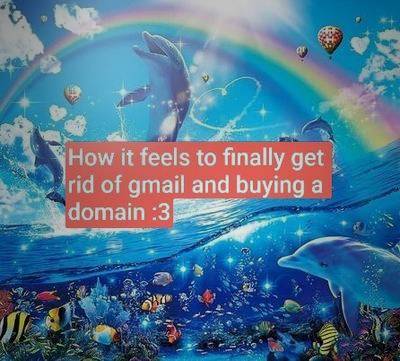 How it feels to finally get
rid of gmail and buying a
domain :3